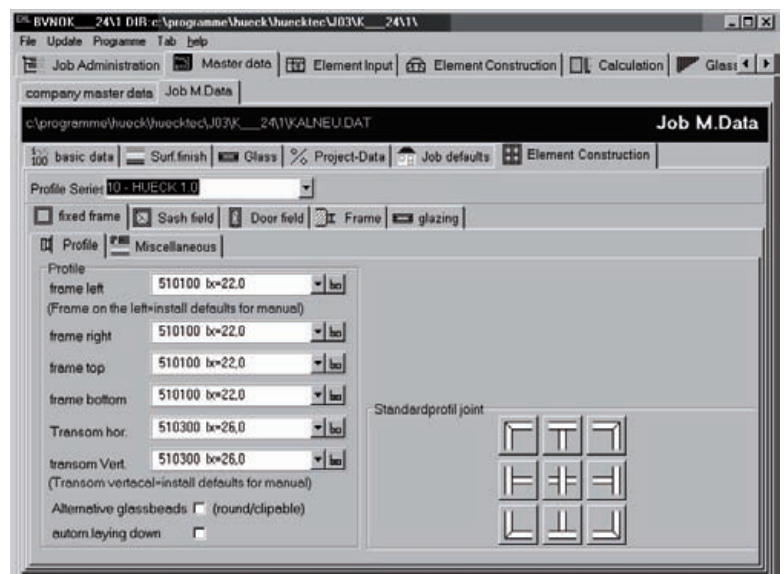 BVNOK___24\1 DIR:c:\programme\hueck\huecktec\J03\K___24\1\
File Update Programme Tab help
Job Administration Master data Element Input Element Construction Calculation Glass
company master data Job M.Data
c:\programme\hueck\huecktec\J03\K___24\1\KALNEU.DAT Job M.Data
basic data Surf.finish Glass Project-Data Job defaults Element Construction
Profile Series 10 - HUECK 1.0
fixed frame Sash field Door field Frame glazing
Profile Miscellaneous
Profile
frame left 510100 lx=22,0
(Frame on the left=install defaults for manual)
frame right 510100 lx=22,0
frame top 510100 lx=22,0
frame bottom 510100 lx=22,0
Standardprofil joint
Transom hor. 510300 lx=26,0
transom Vert. 510300 lx=26,0
(Transom vertecal=install defaults for manual)
Alternative glassbeads (round/clipable)
autom.laying down